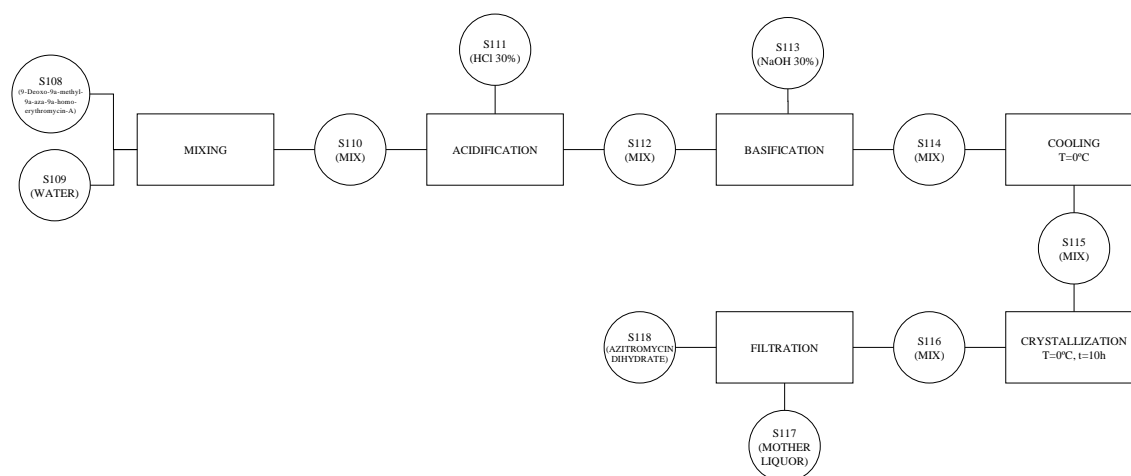 S108
(9-Deoxo-9a-methyl-
9a-aza-9a-homo-
erythromycin-A)
S109
(WATER)
MIXING
S110
(MIX)
S111
(HCl 30%)
ACIDIFICATION
S112
(MIX)
S113
(NaOH 30%)
BASIFICATION
S114
(MIX)
COOLING
T=0ºC
S115
(MIX)
CRYSTALLIZATION
T=0ºC, t=10h
S116
(MIX)
FILTRATION
S118
(AZITROMYCIN
DIHYDRATE)
S117
(MOTHER
LIQUOR)